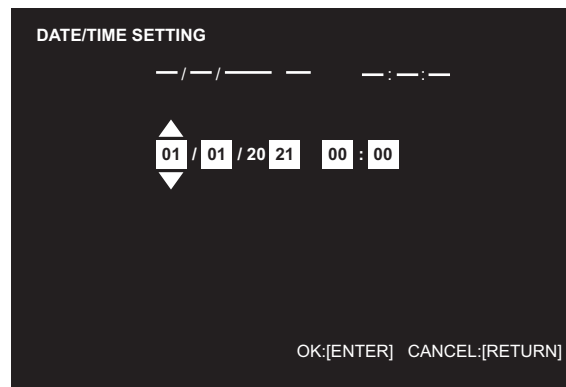 DATE/TIME SETTING
—/—/—— — —:—:—
01 / 01 / 20 21 00 : 00
OK:[ENTER] CANCEL:[RETURN]